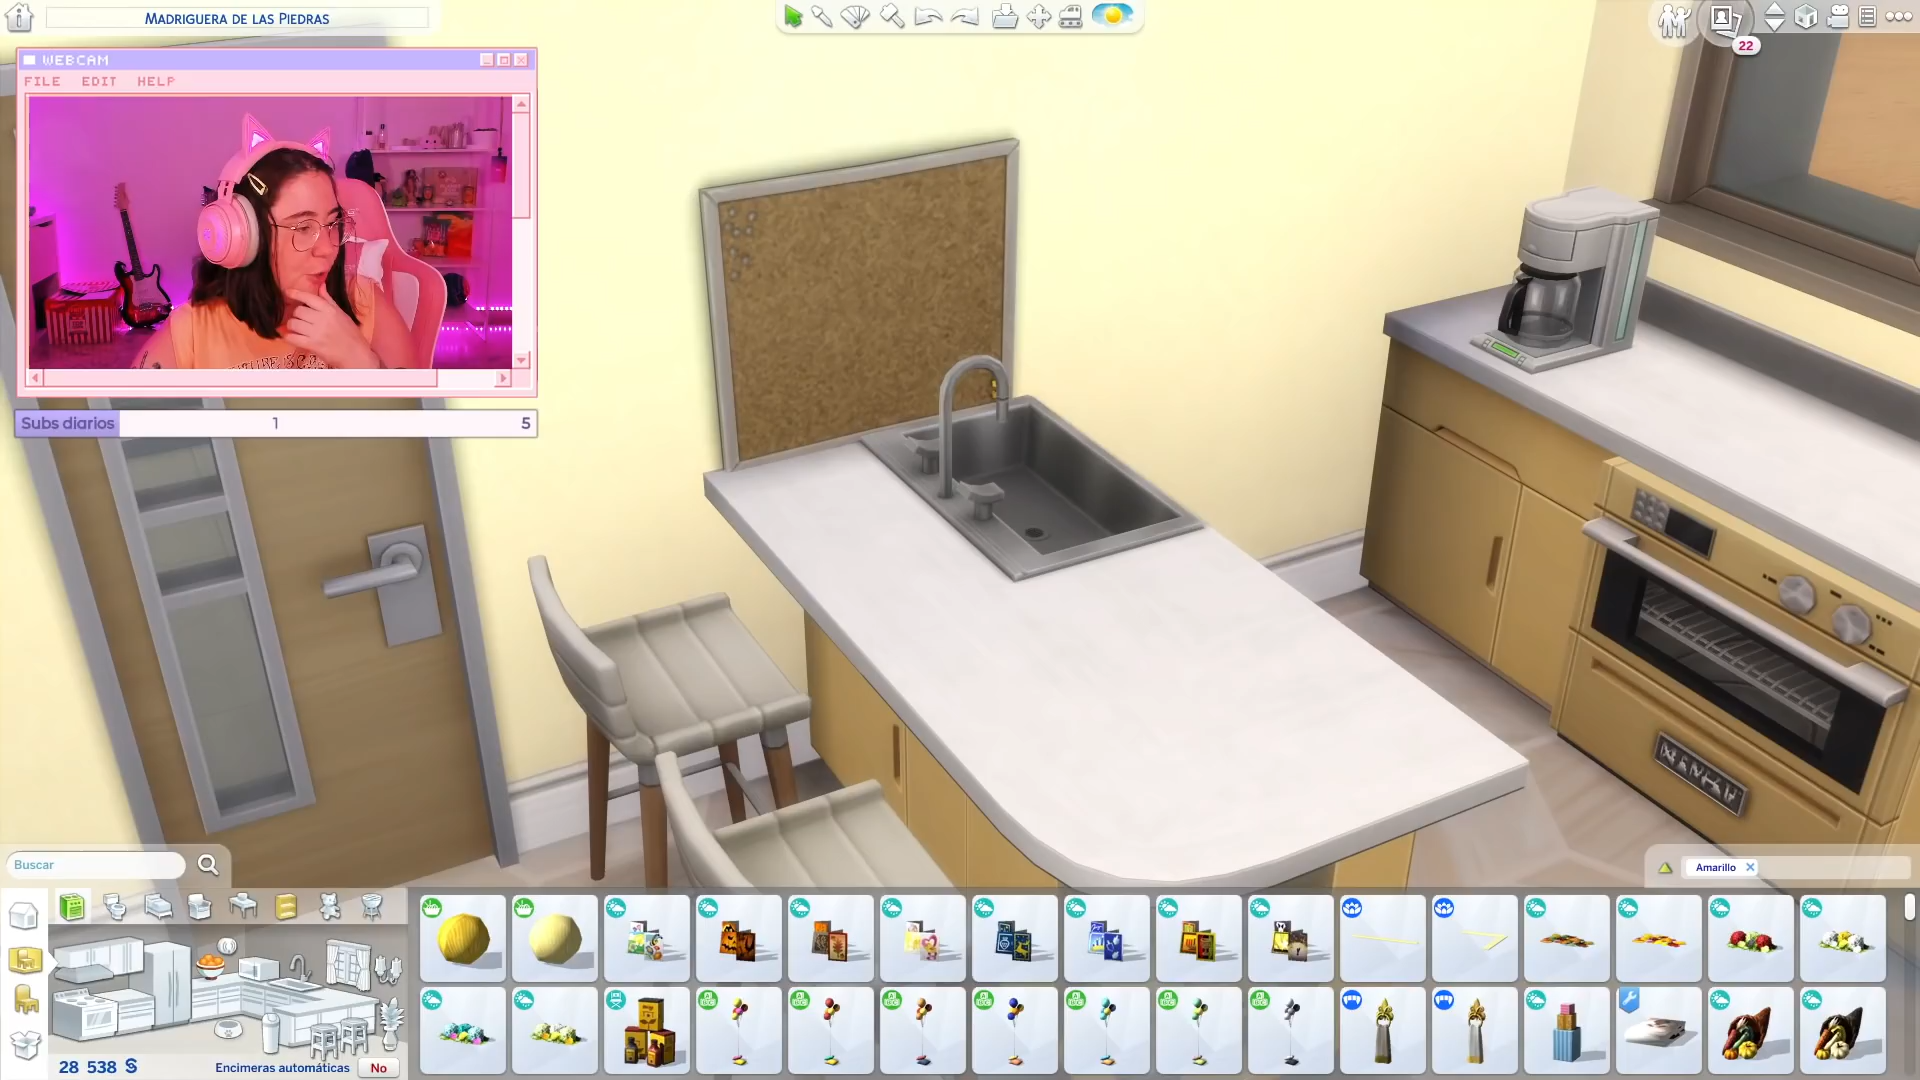 MADRIGUERA DE LAS PIEDRAS
22
WEBCAM
FILE EDIT HELP
Subs diarios 1 5
Buscar
Amarillo
28 538
Encimeras automáticas No